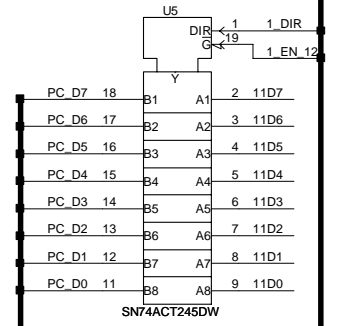 U5
DIR 1 1_DIR
G 19 1_EN_12
Y
PC_D7 18 B1 A1 2 11D7
PC_D6 17 B2 A2 3 11D6
PC_D5 16 B3 A3 4 11D5
PC_D4 15 B4 A4 5 11D4
PC_D3 14 B5 A5 6 11D3
PC_D2 13 B6 A6 7 11D2
PC_D1 12 B7 A7 8 11D1
PC_D0 11 B8 A8 9 11D0
SN74ACT245DW